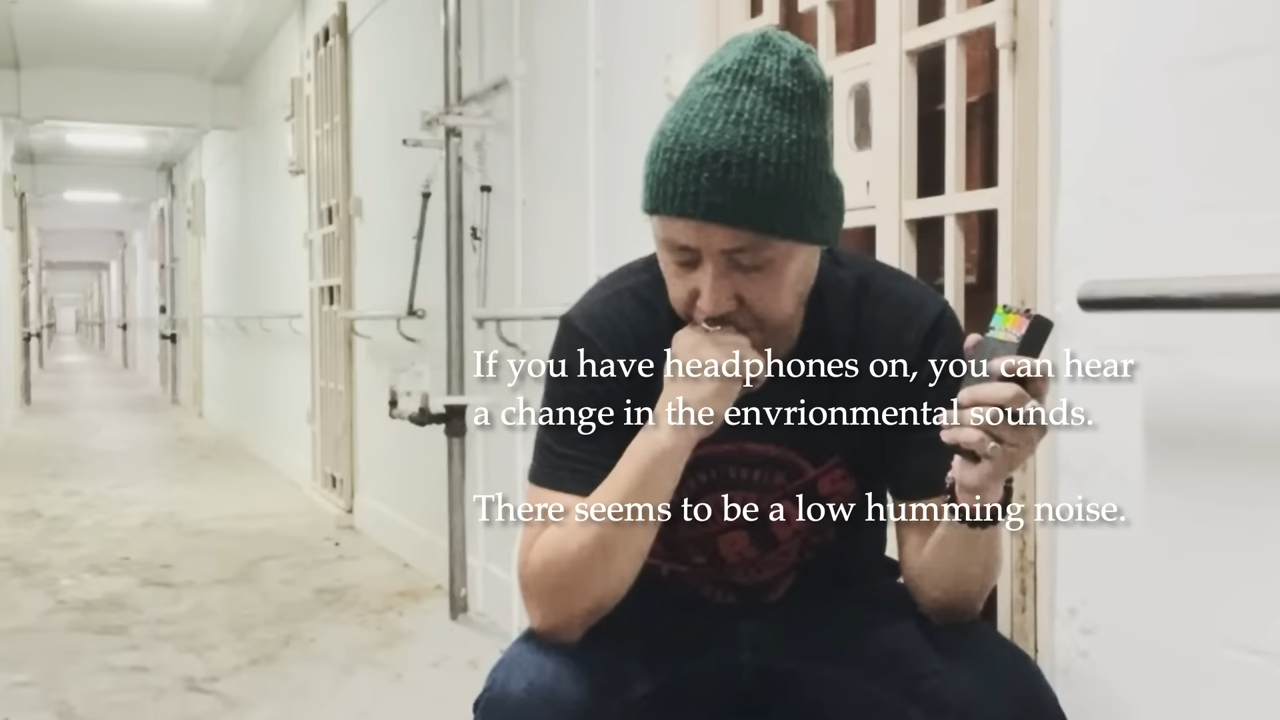 If you have headphones on, you can hear
a change in the envrionmental sounds.
There seems to be a low humming noise.